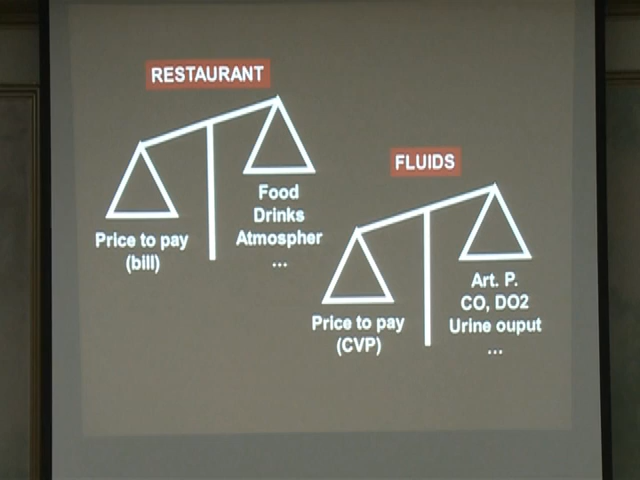 RESTAURANT
Price to pay
(bill)
Food
Drinks
Atmospher
...
FLUIDS
Price to pay
(CVP)
Art. P.
CO, DO2
Urine ouput
...